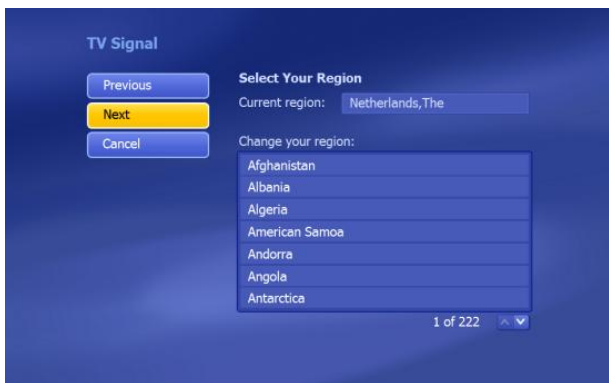 TV Signal
Previous
Next
Cancel
Select Your Region
Current region: Netherlands,The
Change your region:
Afghanistan
Albania
Algeria
American Samoa
Andorra
Angola
Antarctica
1 of 222